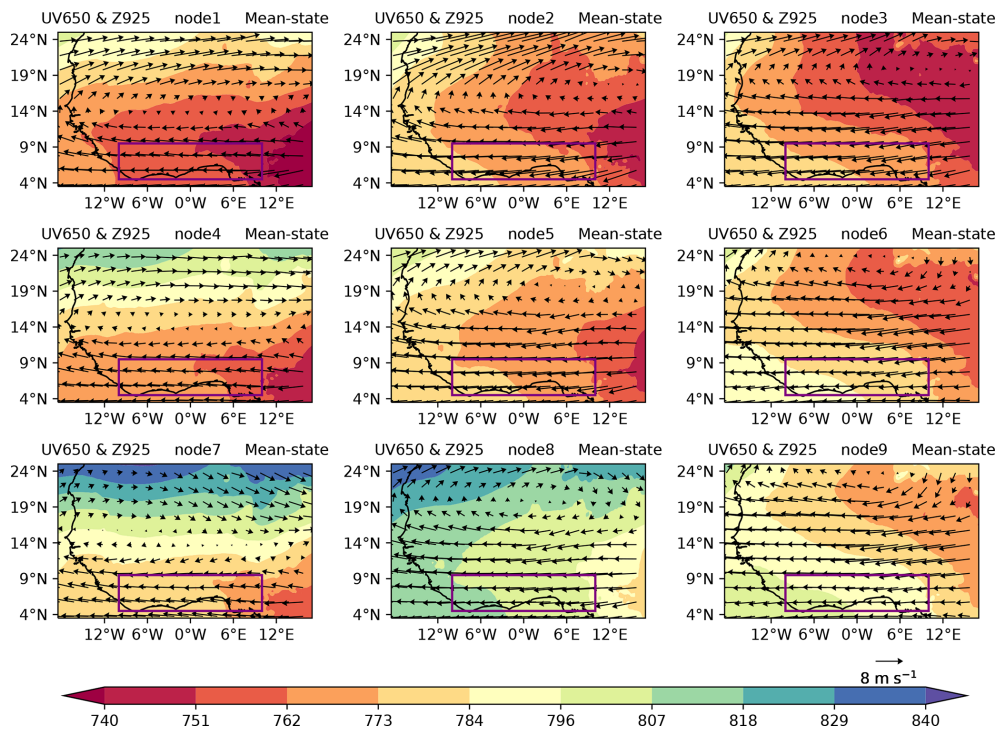 UV650 & Z925 node1 Mean-state UV650 & Z925 node2 Mean-state UV650 & Z925 node3 Mean-state
24°N 24°N 24°N
19°N 19°N 19°N
14°N 14°N 14°N
9°N 9°N 9°N
4°N 4°N 4°N
12°W 6°W 0°W 6°E 12°E 12°W 6°W 0°W 6°E 12°E 12°W 6°W 0°W 6°E 12°E
UV650 & Z925 node4 Mean-state UV650 & Z925 node5 Mean-state UV650 & Z925 node6 Mean-state
24°N 24°N 24°N
19°N 19°N 19°N
14°N 14°N 14°N
9°N 9°N 9°N
4°N 4°N 4°N
12°W 6°W 0°W 6°E 12°E 12°W 6°W 0°W 6°E 12°E 12°W 6°W 0°W 6°E 12°E
UV650 & Z925 node7 Mean-state UV650 & Z925 node8 Mean-state UV650 & Z925 node9 Mean-state
24°N 24°N 24°N
19°N 19°N 19°N
14°N 14°N 14°N
9°N 9°N 9°N
4°N 4°N 4°N
12°W 6°W 0°W 6°E 12°E 12°W 6°W 0°W 6°E 12°E 12°W 6°W 0°W 6°E 12°E
8 m s⁻¹
740 751 762 773 784 796 807 818 829 840